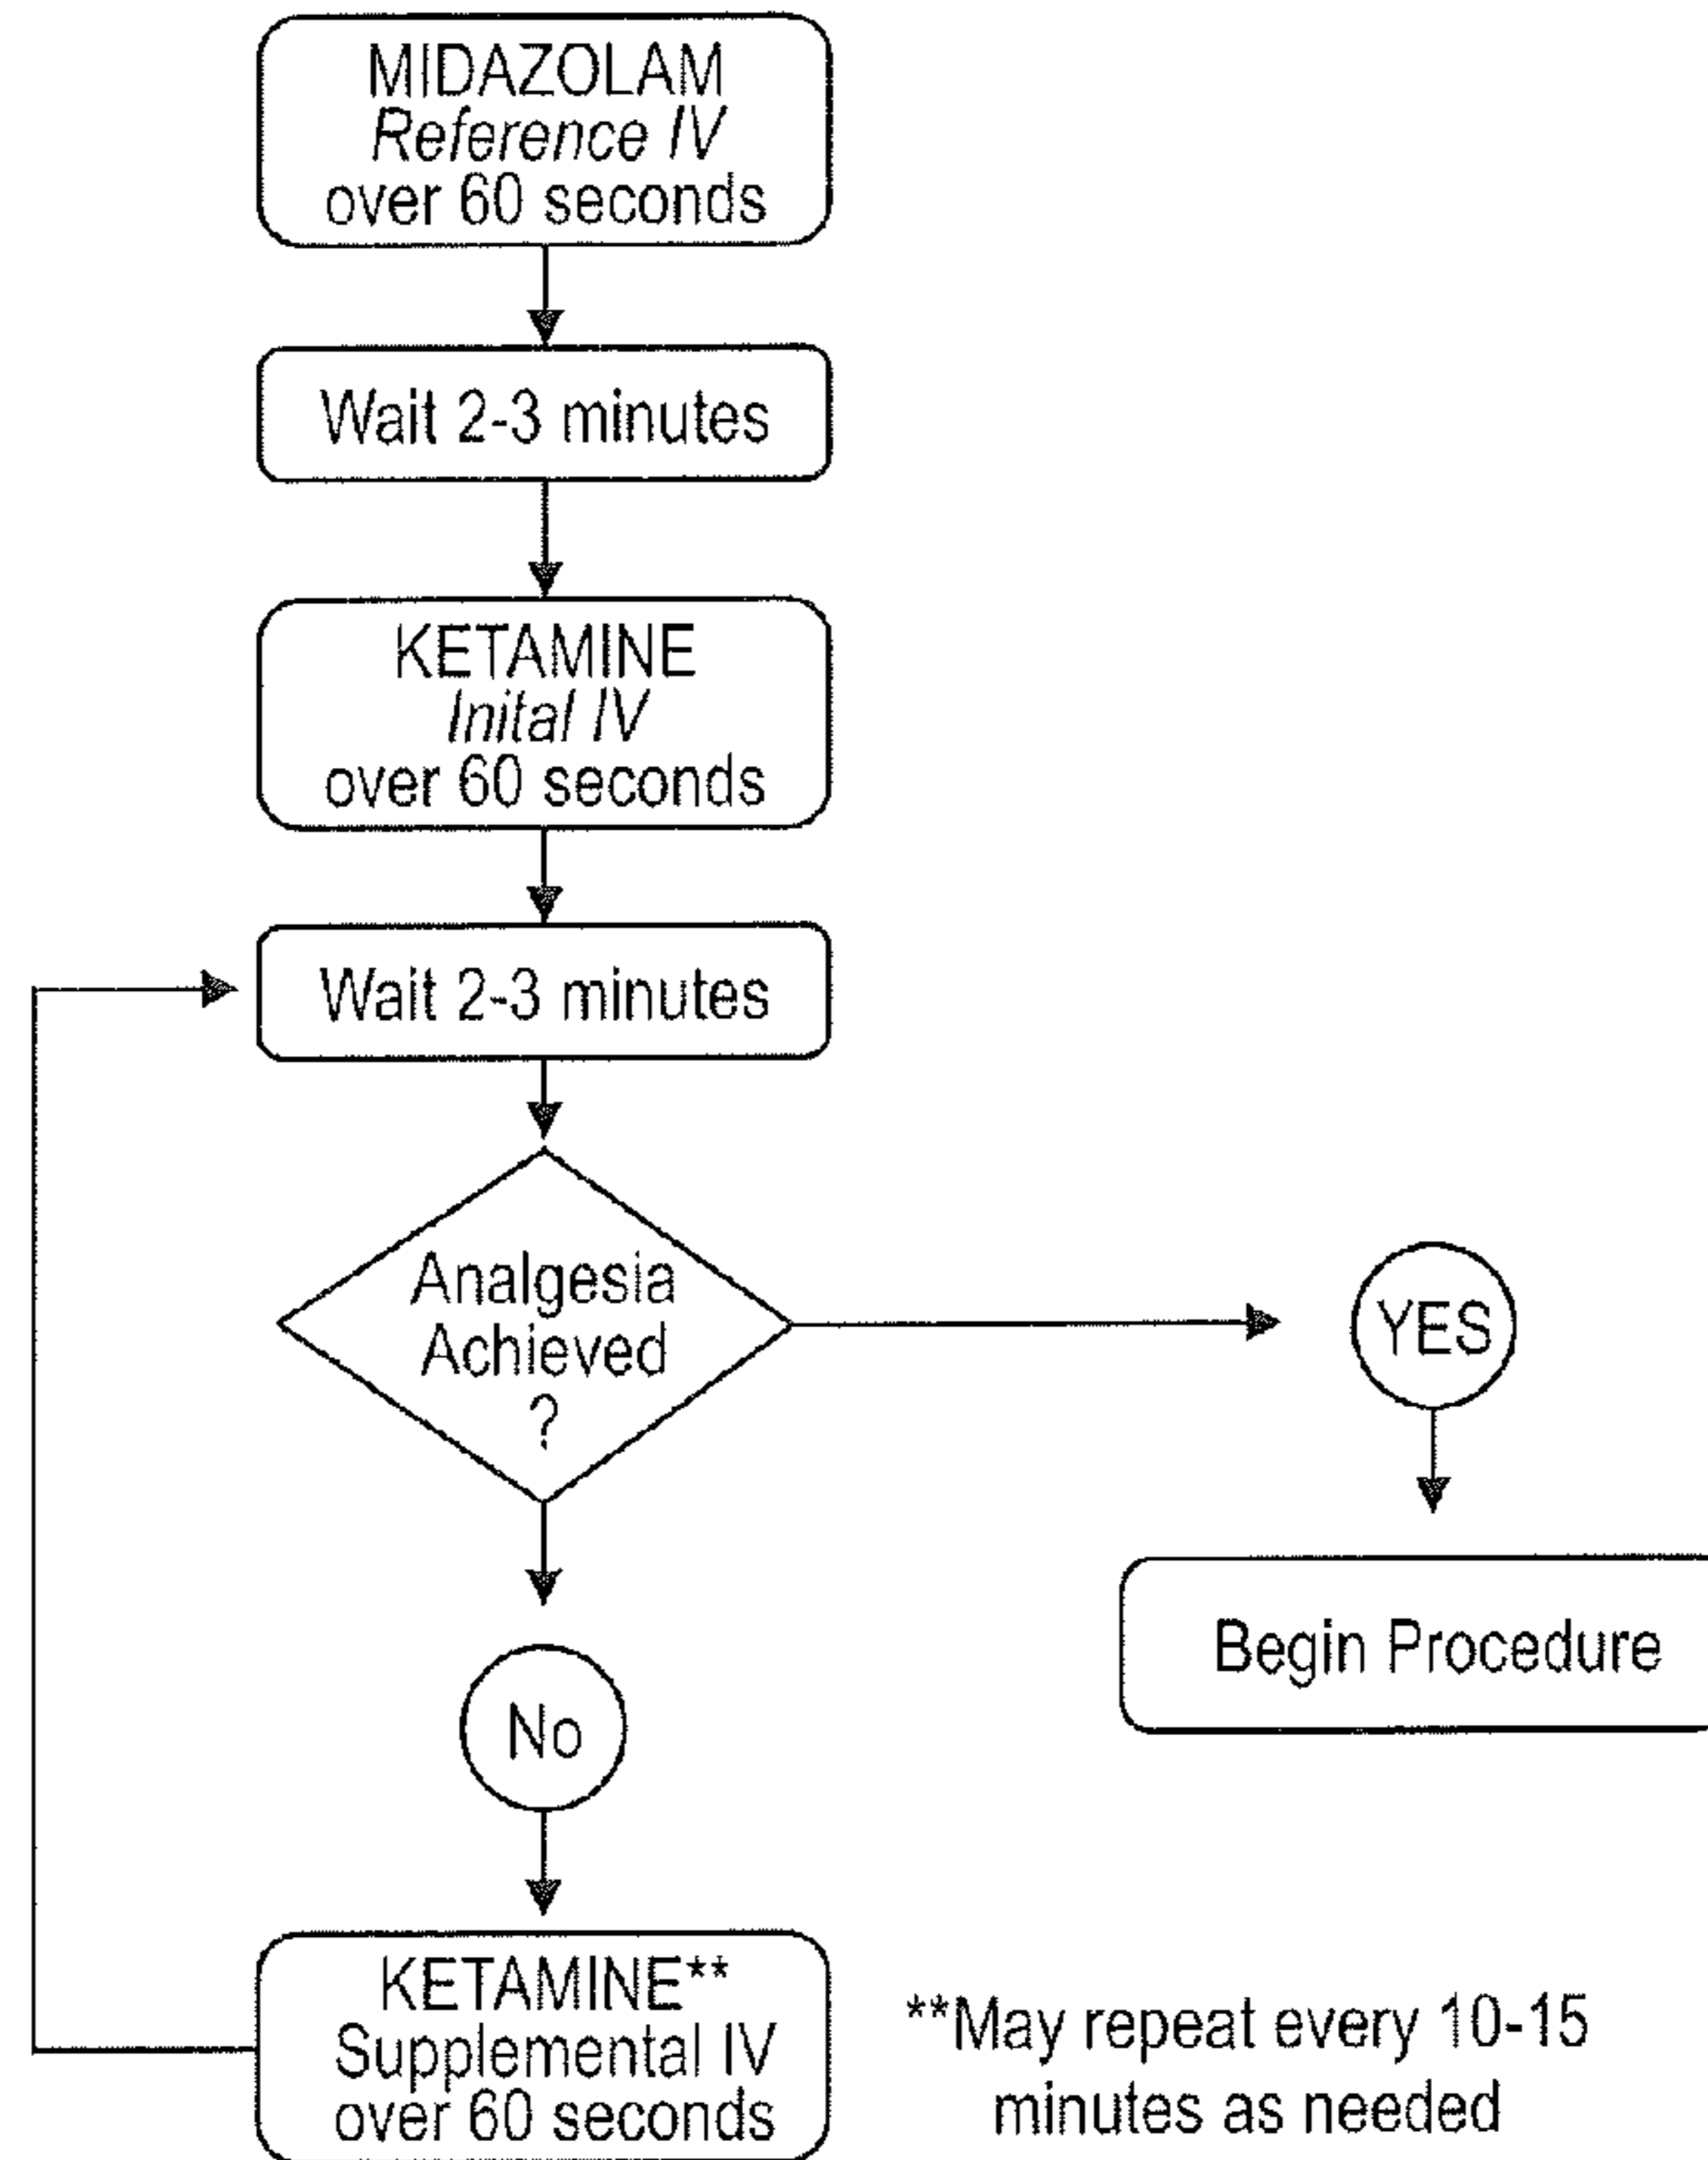 MIDAZOLAM
Reference IV
over 60 seconds
Wait 2-3 minutes
KETAMINE
Inital IV
over 60 seconds
Wait 2-3 minutes
Analgesia
Achieved
?
YES
Begin Procedure
No
KETAMINE**
Supplemental IV
over 60 seconds
**May repeat every 10-15
minutes as needed